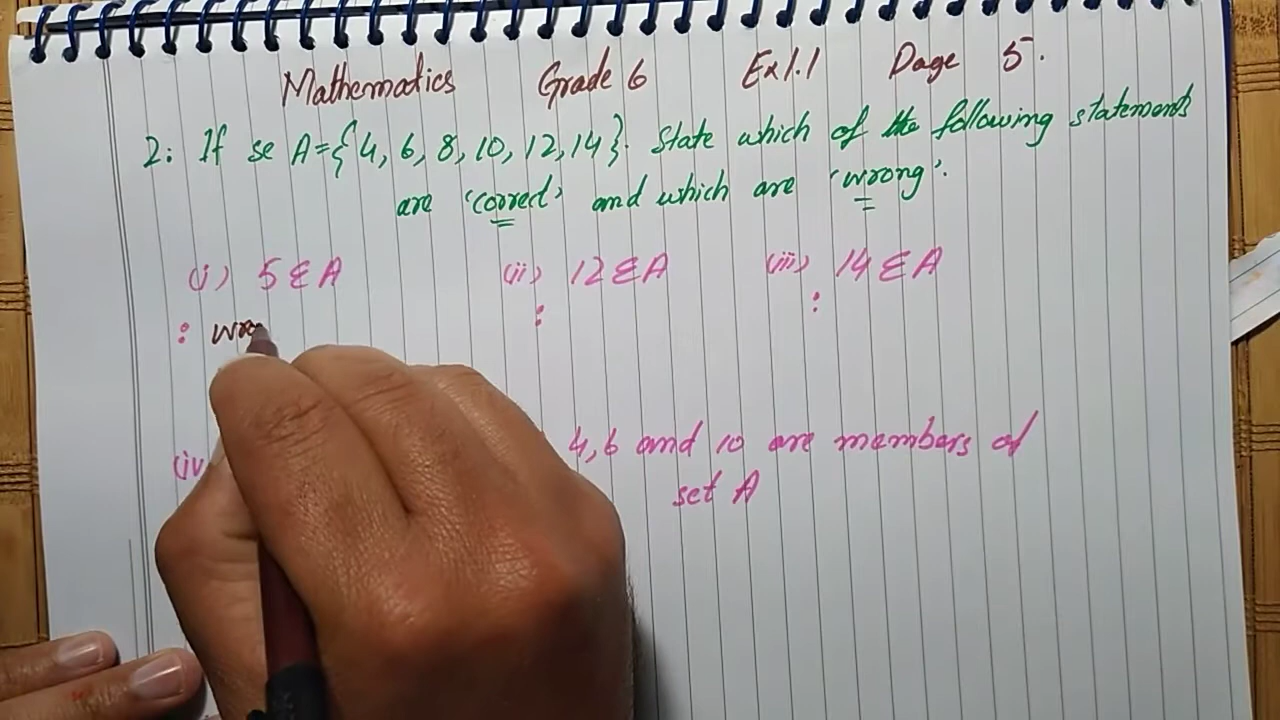 Mathematics Grade 6 Ex1.1 Page 5.
2: If se A={4, 6, 8, 10, 12, 14}. State which of the following statements
are 'correct' and which are 'wrong'.
(i) 5 ∈ A (ii) 12 ∈ A (iii) 14 ∈ A
: wro : :
(iv 4,6 and 10 are members of
set A